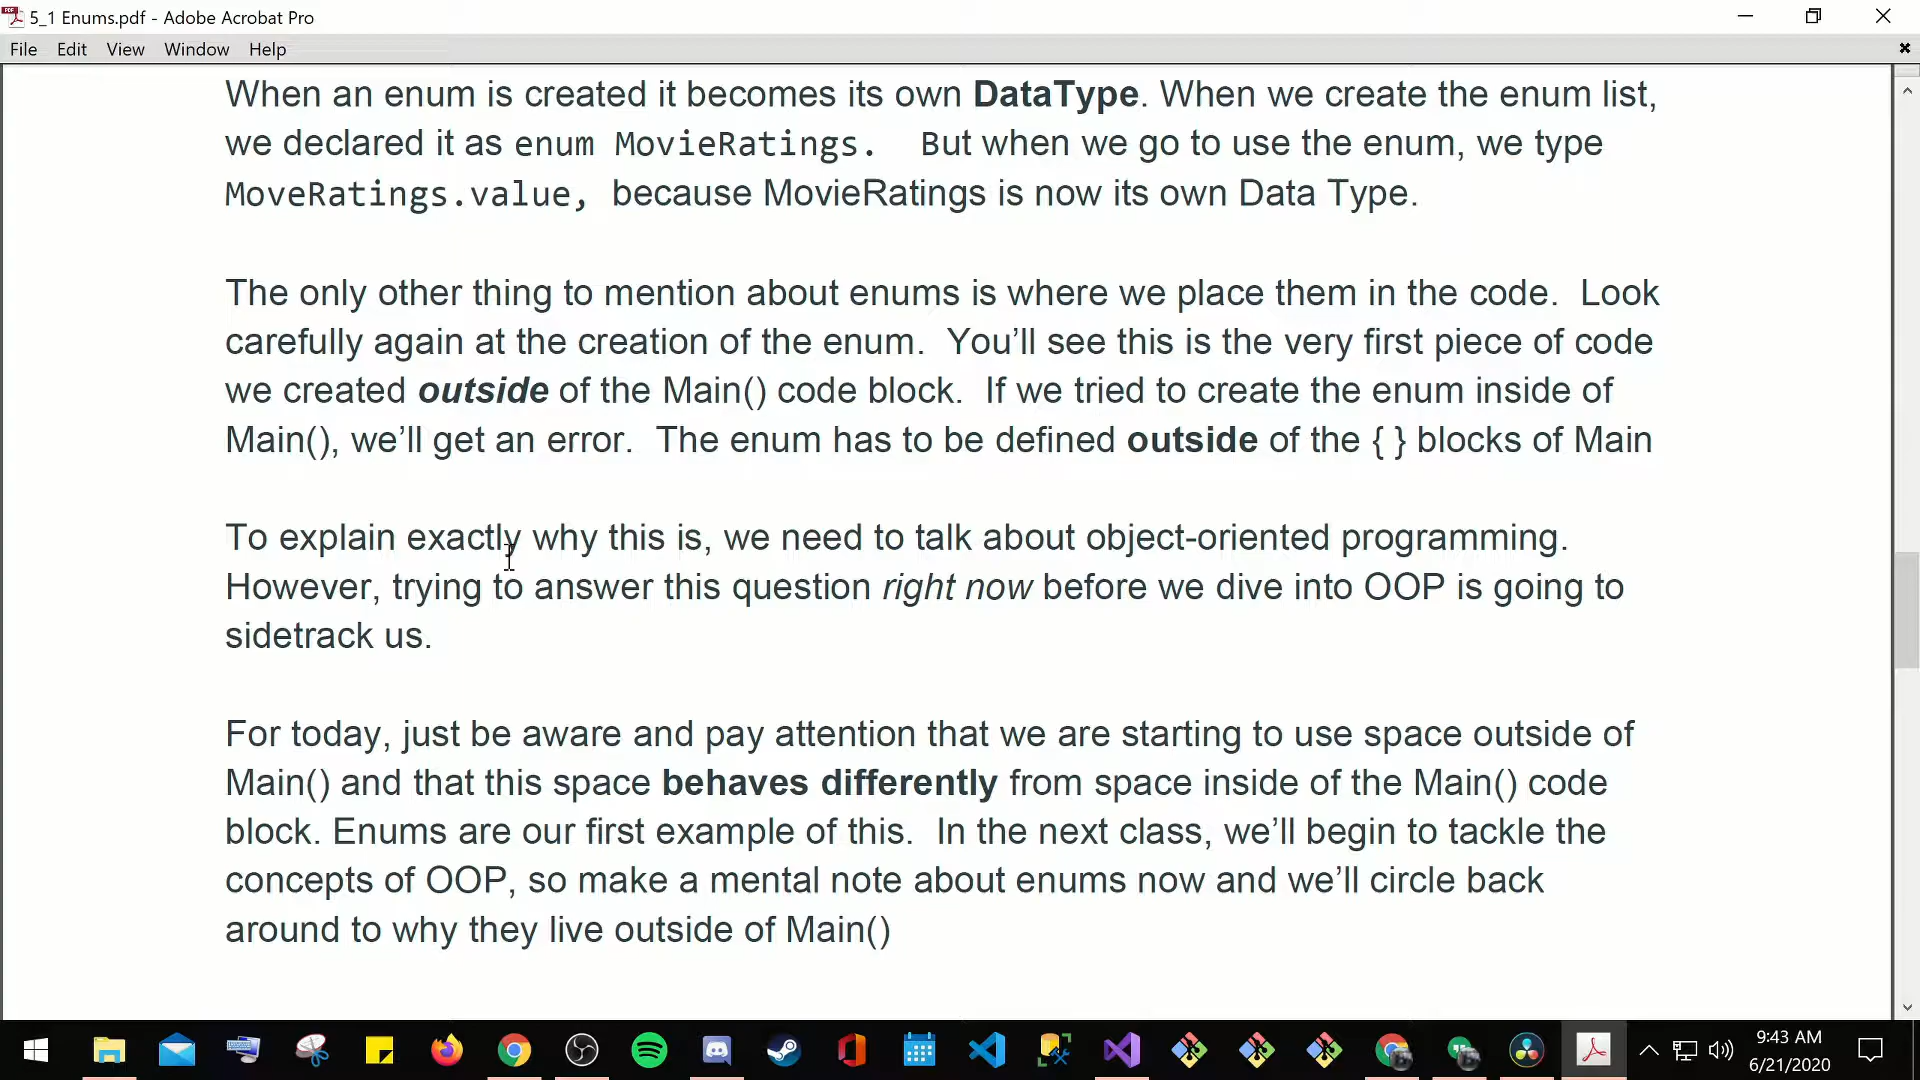 5_1 Enums.pdf - Adobe Acrobat Pro
File Edit View Window Help
When an enum is created it becomes its own DataType. When we create the enum list,
we declared it as enum MovieRatings. But when we go to use the enum, we type
MoveRatings.value, because MovieRatings is now its own Data Type.
The only other thing to mention about enums is where we place them in the code. Look
carefully again at the creation of the enum. You’ll see this is the very first piece of code
we created outside of the Main() code block. If we tried to create the enum inside of
Main(), we’ll get an error. The enum has to be defined outside of the { } blocks of Main
To explain exactly why this is, we need to talk about object-oriented programming.
However, trying to answer this question right now before we dive into OOP is going to
sidetrack us.
For today, just be aware and pay attention that we are starting to use space outside of
Main() and that this space behaves differently from space inside of the Main() code
block. Enums are our first example of this. In the next class, we’ll begin to tackle the
concepts of OOP, so make a mental note about enums now and we’ll circle back
around to why they live outside of Main()
9:43 AM
6/21/2020